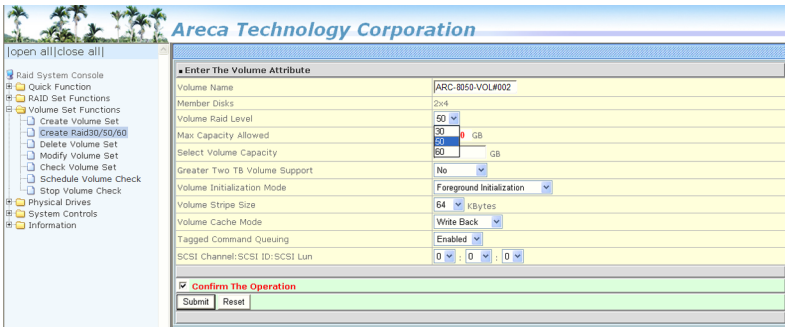 Areca Technology Corporation
|open all|close all|
Raid System Console
Quick Function
RAID Set Functions
Volume Set Functions
Create Volume Set
Create Raid30/50/60
Delete Volume Set
Modify Volume Set
Check Volume Set
Schedule Volume Check
Stop Volume Check
Physical Drives
System Controls
Information
Enter The Volume Attribute
Volume Name ARC-8050-VOL#002
Member Disks 2x4
Volume Raid Level 50
30
50
60
Max Capacity Allowed 0 GB
Select Volume Capacity GB
Greater Two TB Volume Support No
Volume Initialization Mode Foreground Initialization
Volume Stripe Size 64 KBytes
Volume Cache Mode Write Back
Tagged Command Queuing Enabled
SCSI Channel:SCSI ID:SCSI Lun 0 : 0 : 0
Confirm The Operation
Submit Reset